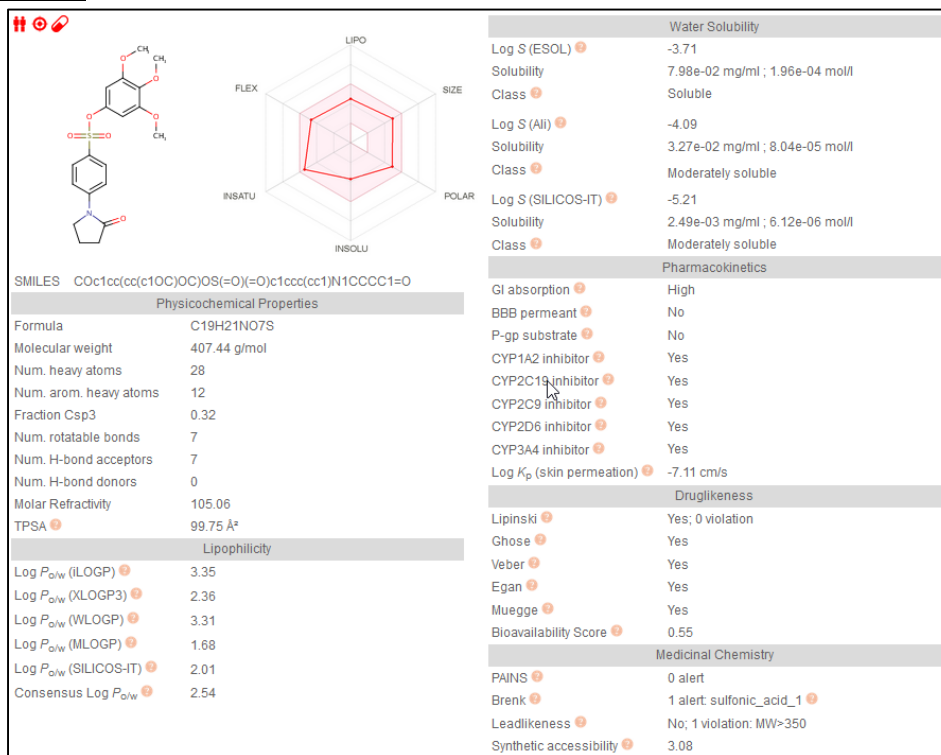 O
CH₃
O
CH₃
O
CH₃
O
O
S
O
N
O
LIPO
FLEX
SIZE
INSATU
POLAR
INSOLU
SMILES COc1cc(cc(c1OC)OC)OS(=O)(=O)c1ccc(cc1)N1CCCC1=O
Physicochemical Properties
Formula C19H21NO7S
Molecular weight 407.44 g/mol
Num. heavy atoms 28
Num. arom. heavy atoms 12
Fraction Csp3 0.32
Num. rotatable bonds 7
Num. H-bond acceptors 7
Num. H-bond donors 0
Molar Refractivity 105.06
TPSA ? 99.75 Å²
Lipophilicity
Log Po/w (iLOGP) ? 3.35
Log Po/w (XLOGP3) ? 2.36
Log Po/w (WLOGP) ? 3.31
Log Po/w (MLOGP) ? 1.68
Log Po/w (SILICOS-IT) ? 2.01
Consensus Log Po/w ? 2.54
Water Solubility
Log S (ESOL) ? -3.71
Solubility 7.98e-02 mg/ml ; 1.96e-04 mol/l
Class ? Soluble
Log S (Ali) ? -4.09
Solubility 3.27e-02 mg/ml ; 8.04e-05 mol/l
Class ? Moderately soluble
Log S (SILICOS-IT) ? -5.21
Solubility 2.49e-03 mg/ml ; 6.12e-06 mol/l
Class ? Moderately soluble
Pharmacokinetics
GI absorption ? High
BBB permeant ? No
P-gp substrate ? No
CYP1A2 inhibitor ? Yes
CYP2C19 inhibitor ? Yes
CYP2C9 inhibitor ? Yes
CYP2D6 inhibitor ? Yes
CYP3A4 inhibitor ? Yes
Log Kp (skin permeation) ? -7.11 cm/s
Druglikeness
Lipinski ? Yes; 0 violation
Ghose ? Yes
Veber ? Yes
Egan ? Yes
Muegge ? Yes
Bioavailability Score ? 0.55
Medicinal Chemistry
PAINS ? 0 alert
Brenk ? 1 alert: sulfonic_acid_1 ?
Leadlikeness ? No; 1 violation: MW>350
Synthetic accessibility ? 3.08